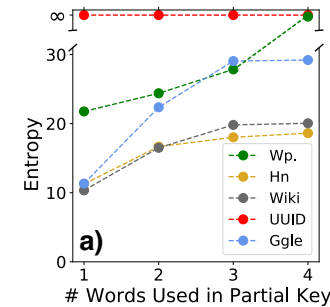 ∞
30
20
10
0
Entropy
a)
Wp.
Hn
Wiki
UUID
Ggle
1 2 3 4
# Words Used in Partial Key